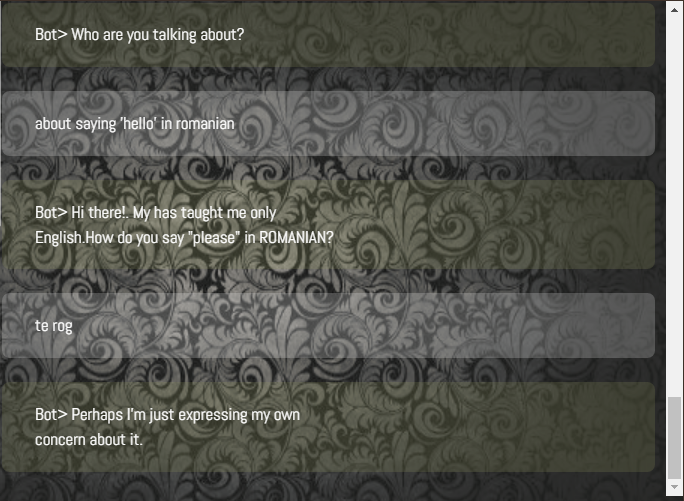 Bot> Who are you talking about?
about saying 'hello' in romanian
Bot> Hi there!. My has taught me only
English.How do you say "please" in ROMANIAN?
te rog
Bot> Perhaps I'm just expressing my own
concern about it.